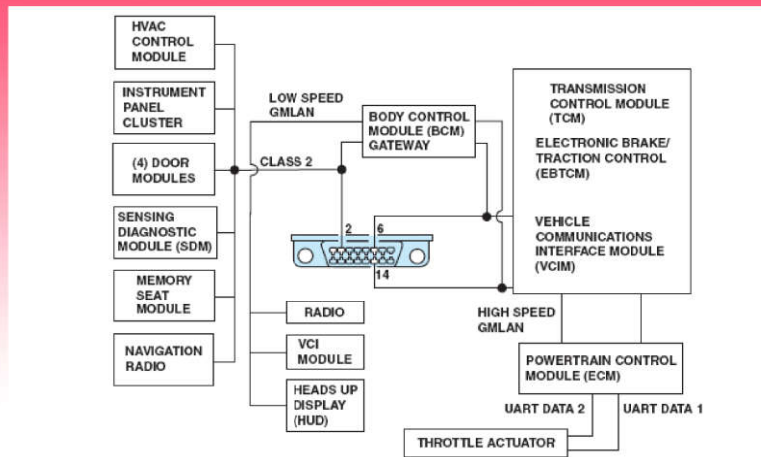 HVAC
CONTROL
MODULE
INSTRUMENT
PANEL
CLUSTER
(4) DOOR
MODULES
SENSING
DIAGNOSTIC
MODULE (SDM)
MEMORY
SEAT
MODULE
NAVIGATION
RADIO
LOW SPEED
GMLAN
CLASS 2
BODY CONTROL
MODULE (BCM)
GATEWAY
2
6
14
RADIO
VCI
MODULE
HEADS UP
DISPLAY
(HUD)
TRANSMISSION
CONTROL MODULE
(TCM)
ELECTRONIC BRAKE/
TRACTION CONTROL
(EBTCM)
VEHICLE
COMMUNICATIONS
INTERFACE MODULE
(VCIM)
HIGH SPEED
GMLAN
POWERTRAIN CONTROL
MODULE (ECM)
UART DATA 2
UART DATA 1
THROTTLE ACTUATOR